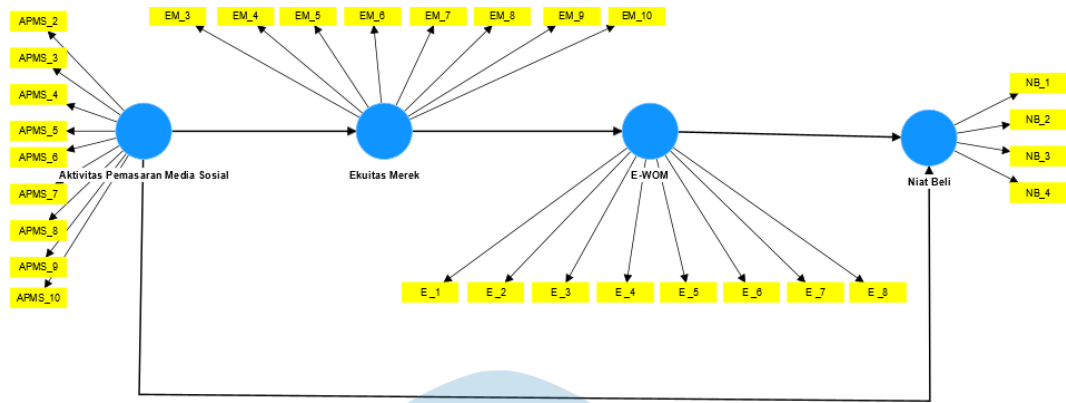 APMS_2
APMS_3
APMS_4
APMS_5
APMS_6
APMS_7
APMS_8
APMS_9
APMS_10
Aktivitas Pemasaran Media Sosial
EM_3
EM_4
EM_5
EM_6
EM_7
EM_8
EM_9
EM_10
Ekuitas Merek
E-WOM
E_1
E_2
E_3
E_4
E_5
E_6
E_7
E_8
Niat Beli
NB_1
NB_2
NB_3
NB_4